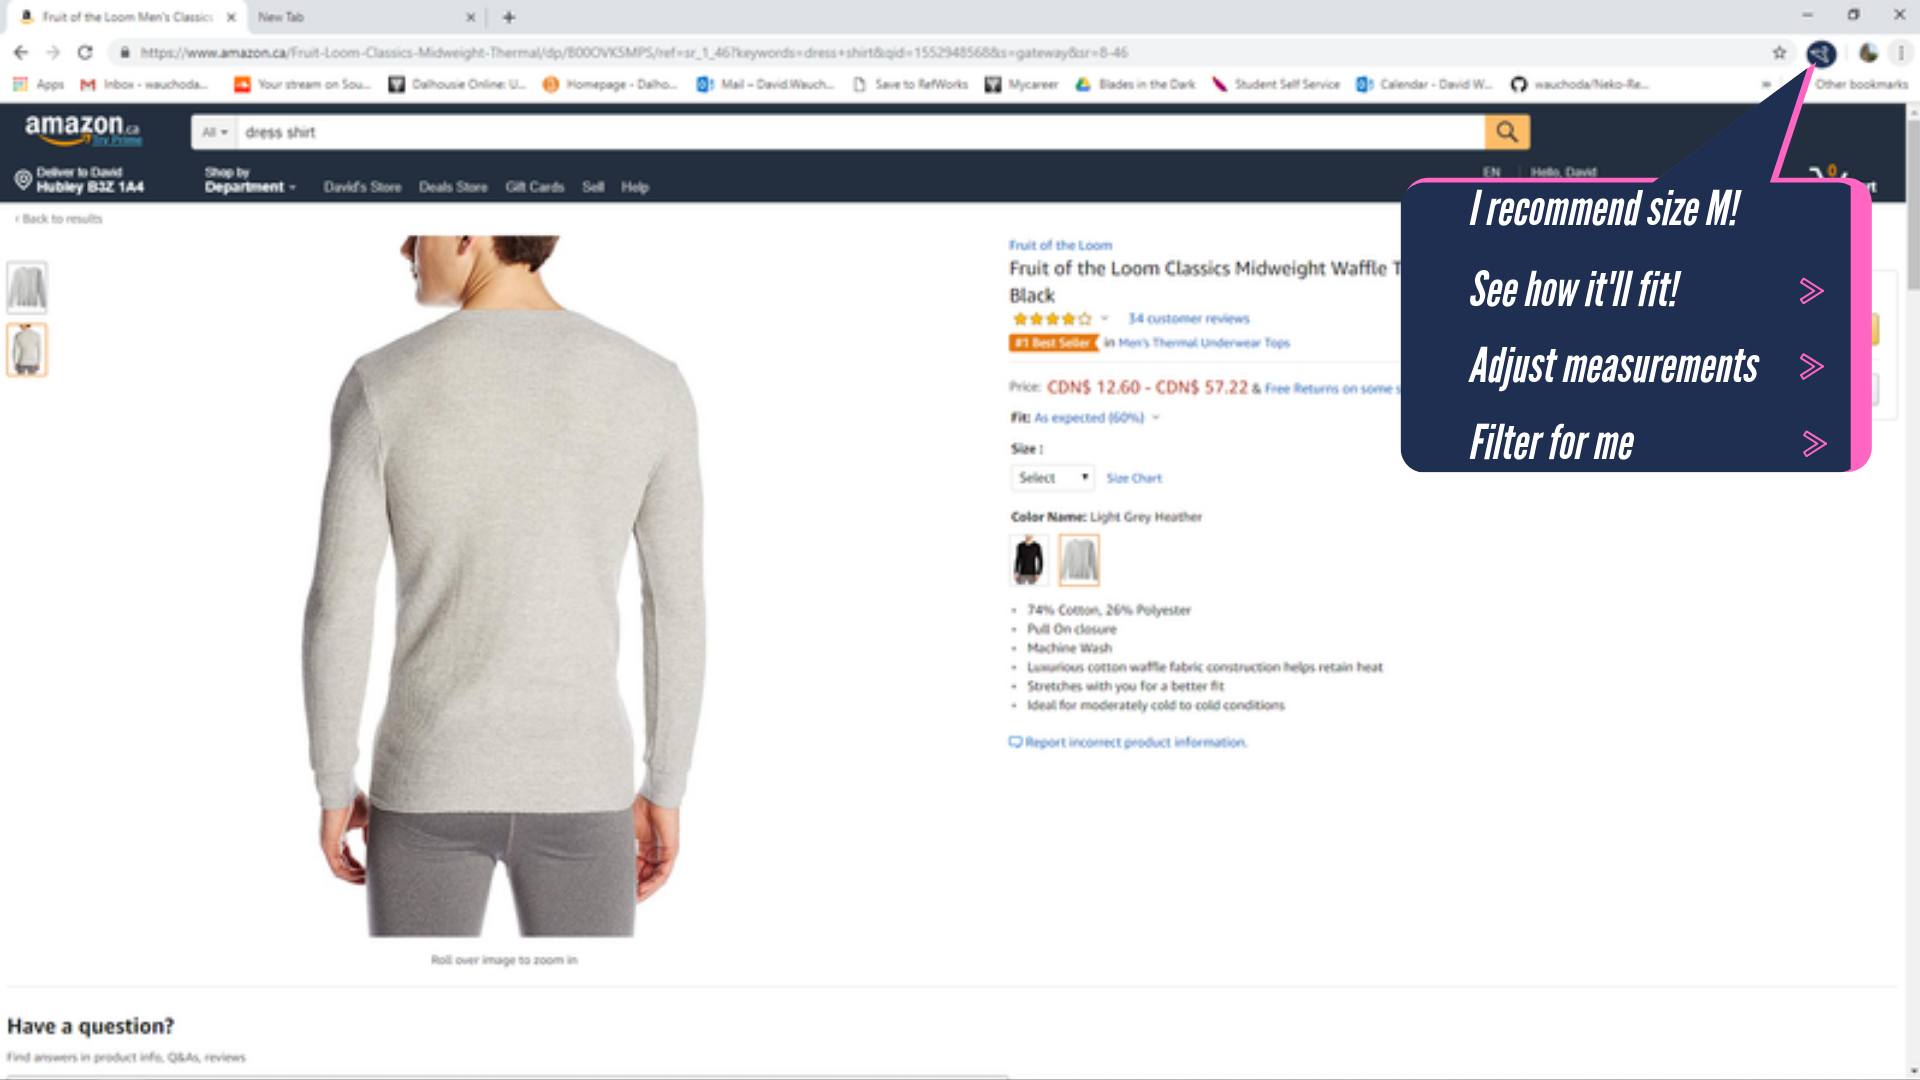 Fruit of the Loom Men's Classics
New Tab
https://www.amazon.ca/Fruit-Loom-Classics-Midweight-Thermal/dp/B00OVK5MPS/ref=sr_1_46?keywords=dress+shirt&qid=1552948568&s=gateway&sr=8-46
Apps
Inbox - wauchoda...
Your stream on Sou...
Dalhousie Online: U...
Homepage - Dalho...
Mail - David Wauch...
Save to RefWorks
Mycareer
Blades in the Dark
Student Self Service
Calendar - David W...
wauchoda/Neko-Re...
Other bookmarks
amazon.ca
Try Prime
All
dress shirt
Deliver to David
Hubley B3Z 1A4
Shop by
Department
David's Store
Deals Store
Gift Cards
Sell
Help
EN
Hello, David
0
‹ Back to results
I recommend size M!
See how it'll fit!
Adjust measurements
Filter for me
Fruit of the Loom
Fruit of the Loom Classics Midweight Waffle
Black
34 customer reviews
#1 Best Seller in Men's Thermal Underwear Tops
Price: CDN$ 12.60 - CDN$ 57.22 & Free Returns on some
Fit: As expected (60%)
Size :
Select
Size Chart
Color Name: Light Grey Heather
• 74% Cotton, 26% Polyester
• Pull On closure
• Machine Wash
• Luxurious cotton waffle fabric construction helps retain heat
• Stretches with you for a better fit
• Ideal for moderately cold to cold conditions
Report incorrect product information.
Roll over image to zoom in
Have a question?
Find answers in product info, Q&As, reviews